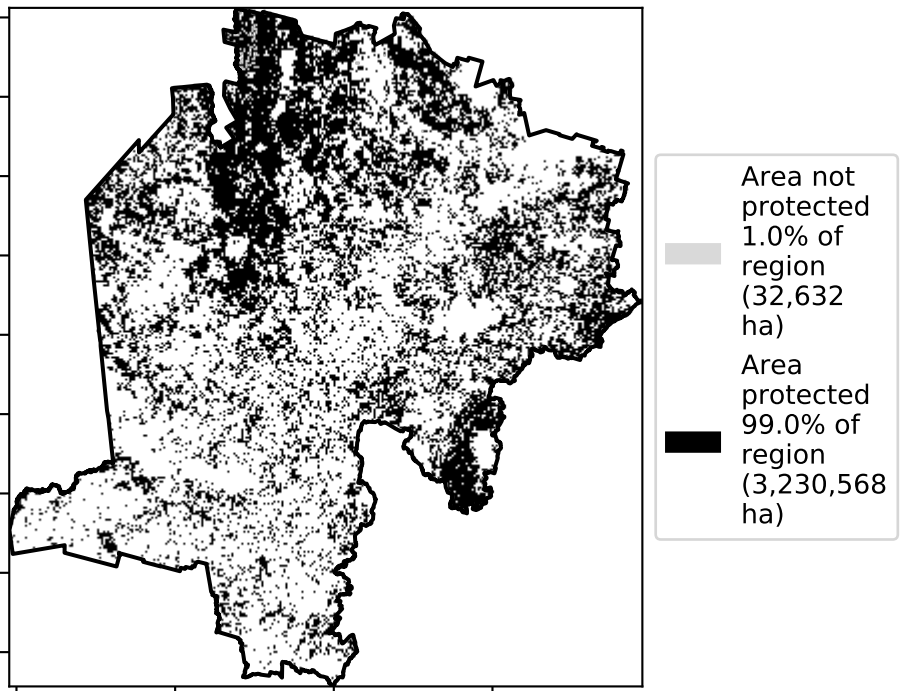 Area not
protected
1.0% of
region
(32,632
ha)
Area
protected
99.0% of
region
(3,230,568
ha)